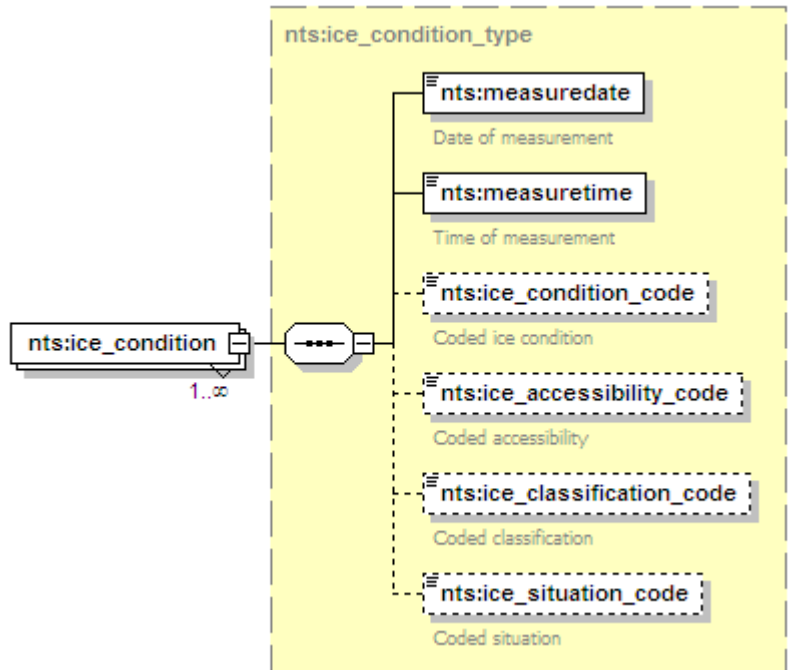 nts:ice_condition_type
nts:measuredate
Date of measurement
nts:measuretime
Time of measurement
nts:ice_condition_code
Coded ice condition
nts:ice_condition
1..∞
nts:ice_accessibility_code
Coded accessibility
nts:ice_classification_code
Coded classification
nts:ice_situation_code
Coded situation